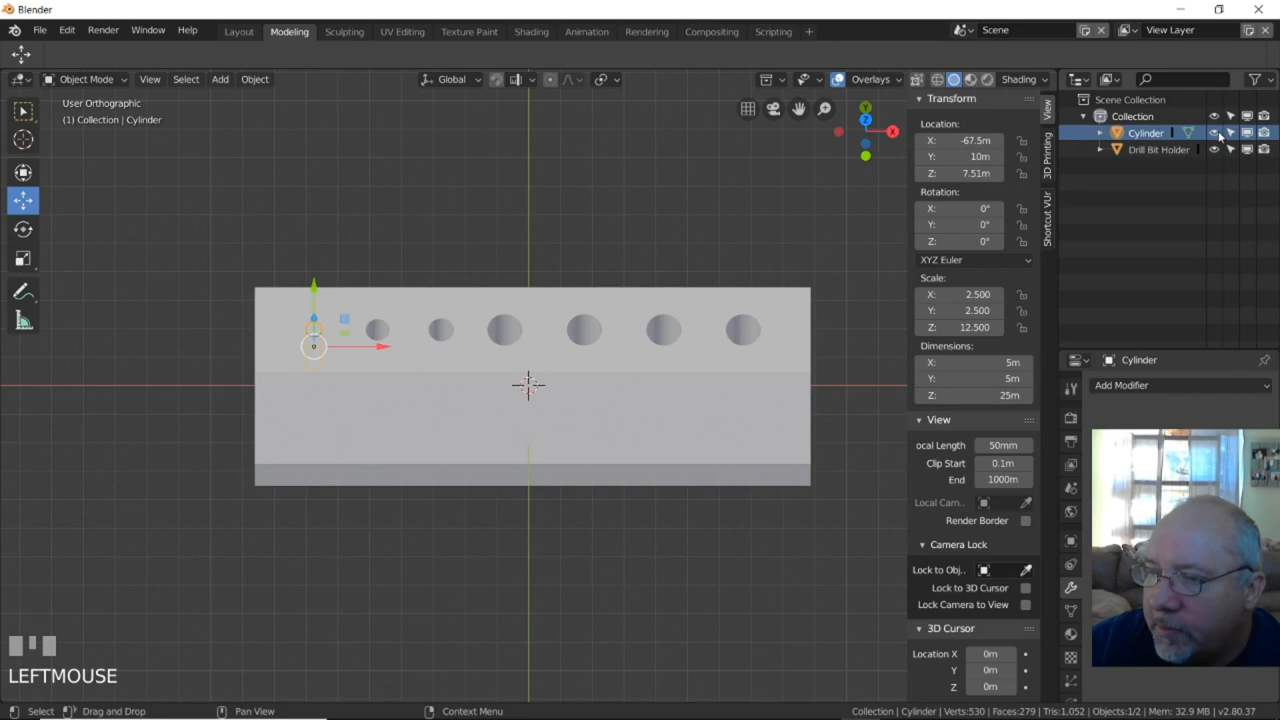 Blender
File Edit Render Window Help Layout Modeling Sculpting UV Editing Texture Paint Shading Animation Rendering Compositing Scripting + Scene View Layer
Object Mode View Select Add Object Global Overlays Shading
User Orthographic
(1) Collection | Cylinder
Y
Z
X
Transform
Location:
X: -67.5m
Y: 10m
Z: 7.51m
Rotation:
X: 0°
Y: 0°
Z: 0°
XYZ Euler
Scale:
X: 2.500
Y: 2.500
Z: 12.500
Dimensions:
X: 5m
Y: 5m
Z: 25m
View
ocal Length 50mm
Clip Start 0.1m
End 1000m
Local Cam..
Render Border
Camera Lock
Lock to Obj..
Lock to 3D Cursor
Lock Camera to View
3D Cursor
Location X 0m
Y 0m
Z 0m
View
3D Printing
Shortcut VUr
Scene Collection
Collection
Cylinder
Drill Bit Holder
Cylinder
Add Modifier
LEFTMOUSE
Select Drag and Drop Pan View Context Menu Collection | Cylinder | Verts:530 | Faces:279 | Tris:1,052 | Objects:1/2 | Mem: 32.9 MB | v2.80.37